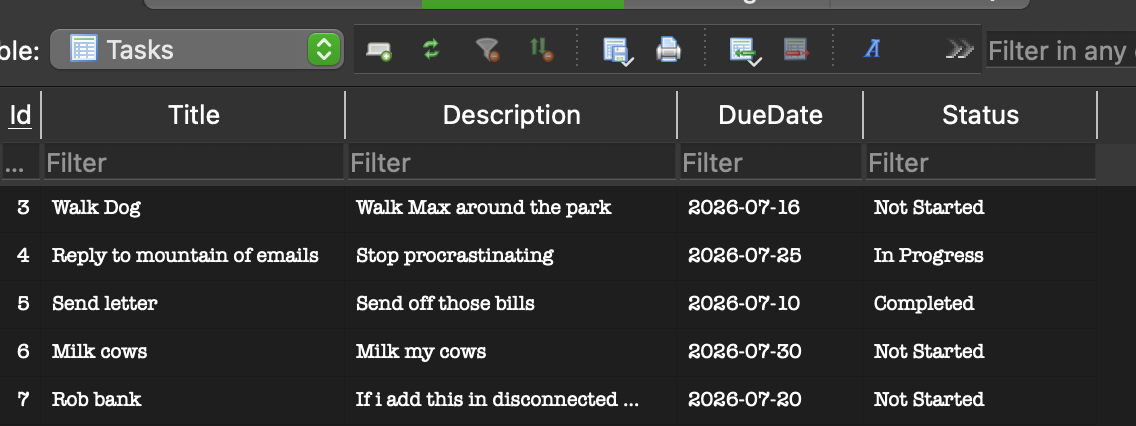 ble: Tasks Filter in any
Id Title Description DueDate Status
... Filter Filter Filter Filter
3 Walk Dog Walk Max around the park 2026-07-16 Not Started
4 Reply to mountain of emails Stop procrastinating 2026-07-25 In Progress
5 Send letter Send off those bills 2026-07-10 Completed
6 Milk cows Milk my cows 2026-07-30 Not Started
7 Rob bank If i add this in disconnected ... 2026-07-20 Not Started